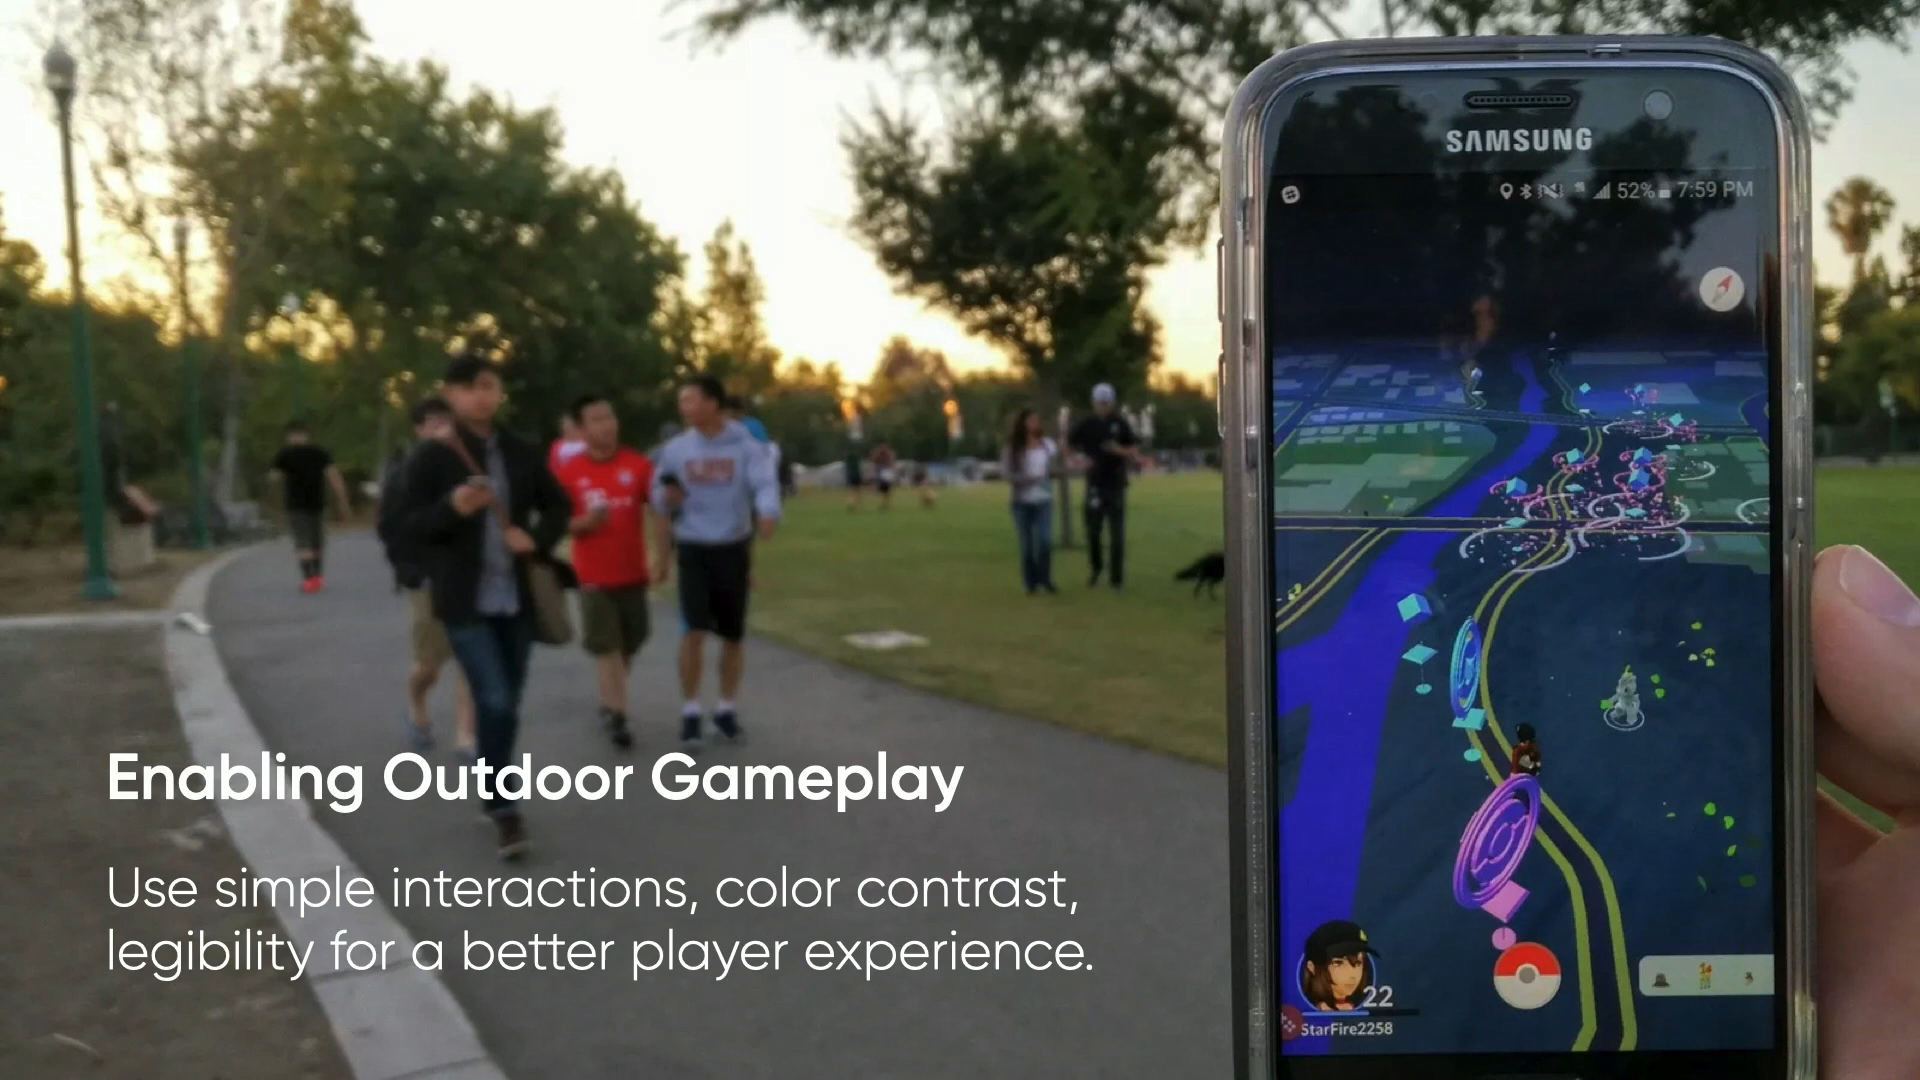 SAMSUNG
52% 7:59 PM
Enabling Outdoor Gameplay
Use simple interactions, color contrast,
legibility for a better player experience.
22
StarFire2258